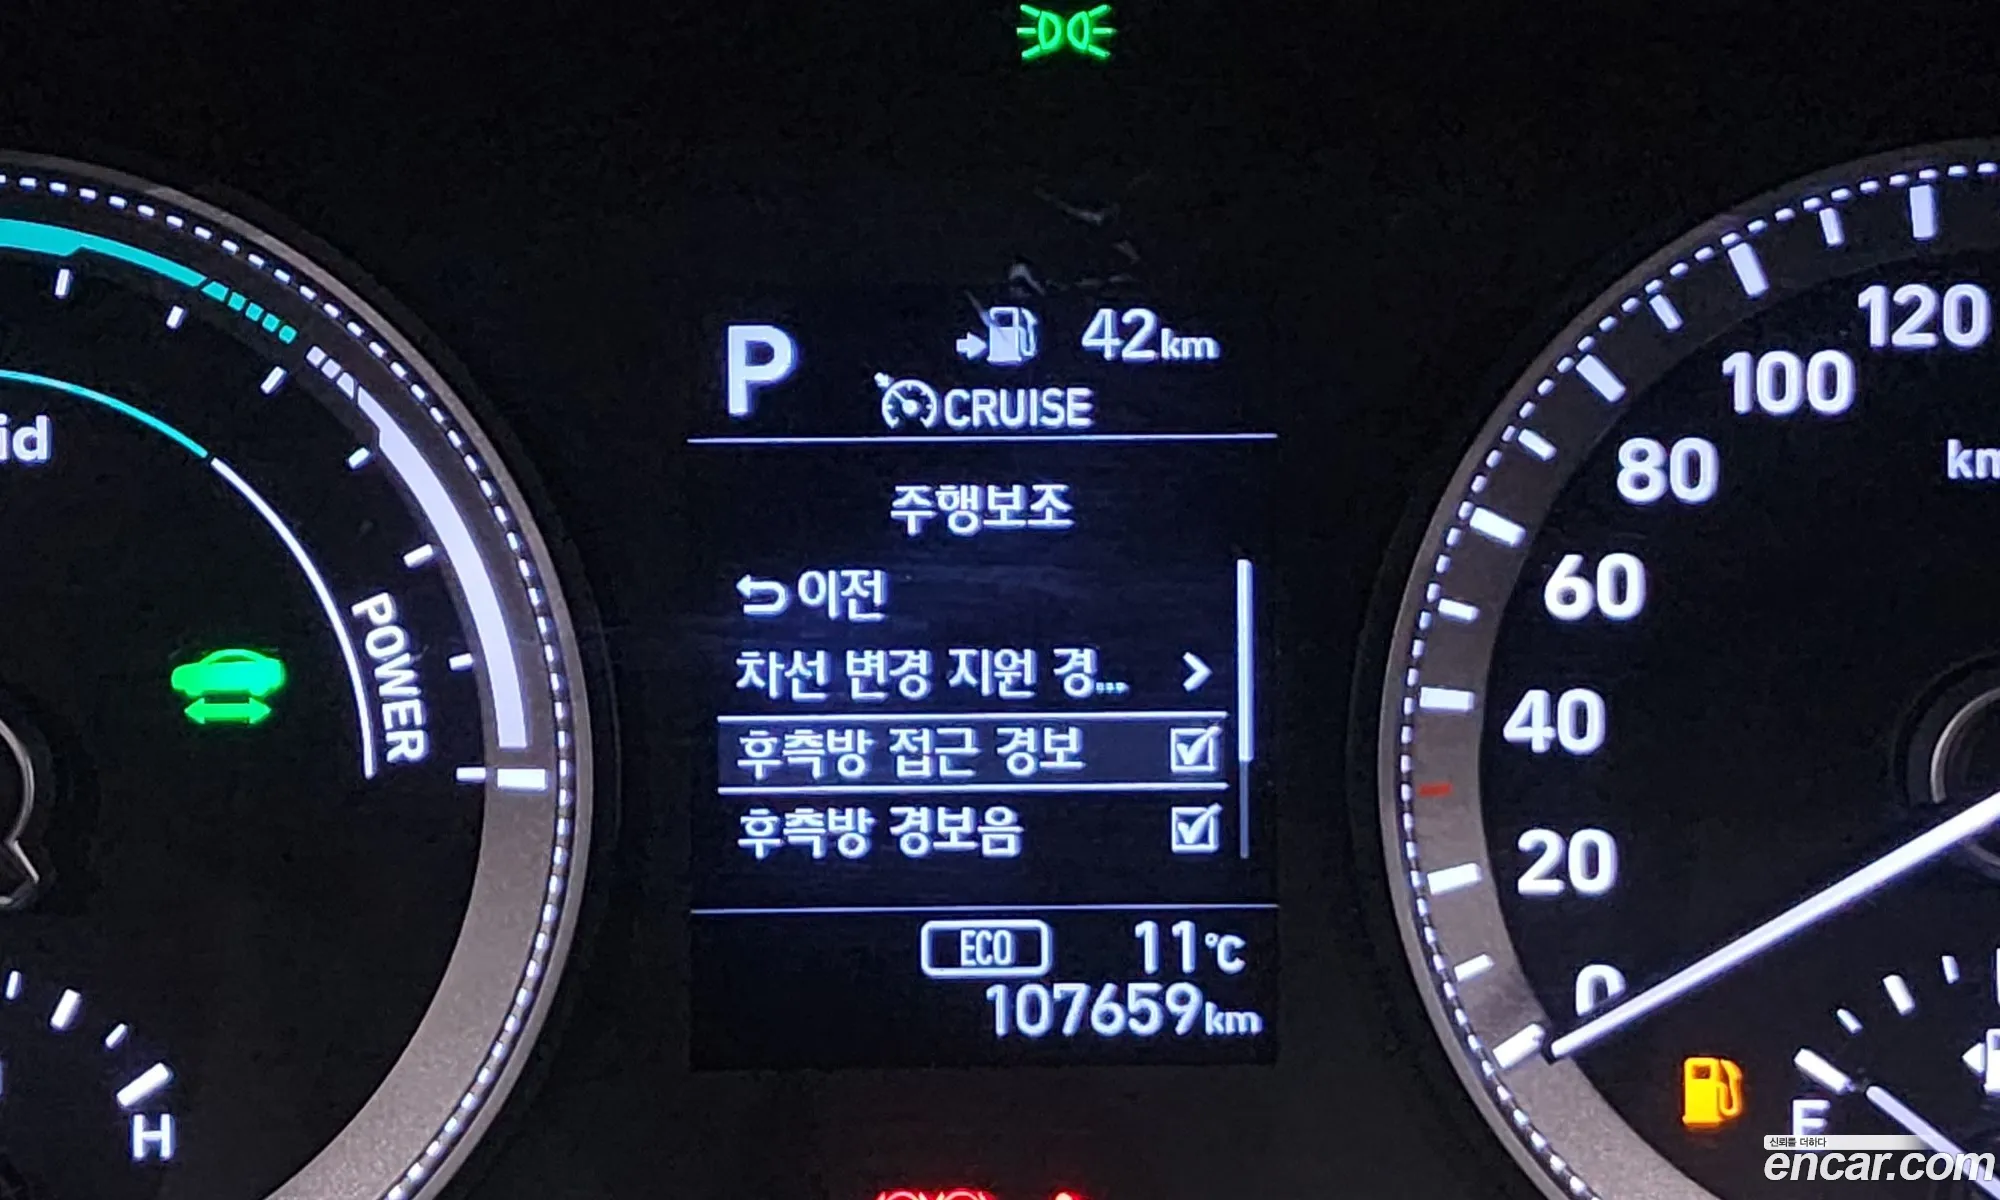 P
42km
CRUISE
주행보조
이전
차선 변경 지원 경...
후측방 접근 경보
후측방 경보음
ECO
11℃
107659km
id
POWER
H
120
100
80
60
40
20
0
km
E
신뢰를 더하다
encar.com